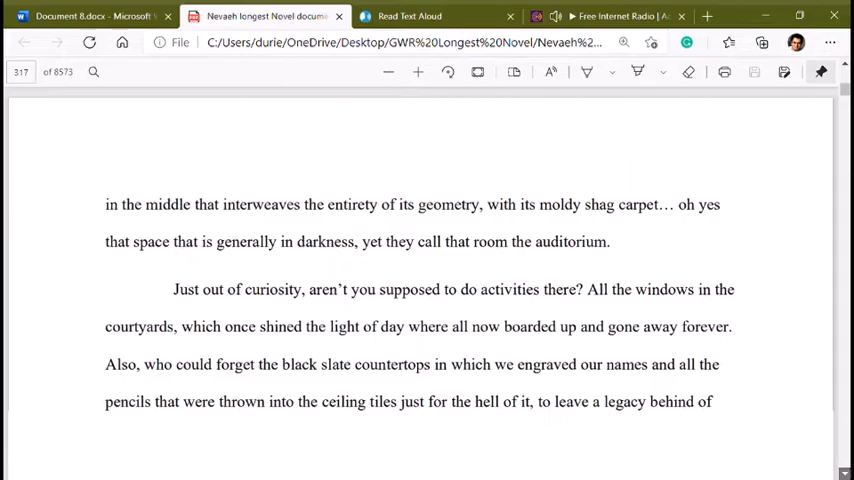 Document 8.docx - Microsoft W
Nevaeh longest Novel docume
Read Text Aloud
Free Internet Radio | Ac
File
C:/Users/durie/OneDrive/Desktop/GWR%20Longest%20Novel/Nevaeh%2...
317 of 8573
in the middle that interweaves the entirety of its geometry, with its moldy shag carpet… oh yes
that space that is generally in darkness, yet they call that room the auditorium.
Just out of curiosity, aren’t you supposed to do activities there? All the windows in the
courtyards, which once shined the light of day where all now boarded up and gone away forever.
Also, who could forget the black slate countertops in which we engraved our names and all the
pencils that were thrown into the ceiling tiles just for the hell of it, to leave a legacy behind of